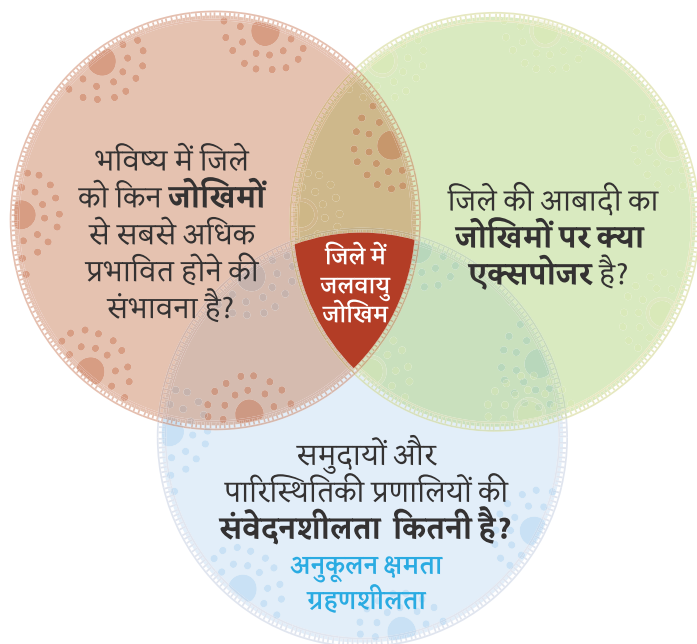 भविष्य में जिले
को किन जोखिमों
से सबसे अधिक
प्रभावित होने की
संभावना है?
जिले की आबादी का
जोखिमों पर क्या
एक्सपोजर है?
जिले में
जलवायु
जोखिम
समुदायों और
पारिस्थितिकी प्रणालियों की
संवेदनशीलता कितनी है?
अनुकूलन क्षमता
ग्रहणशीलता